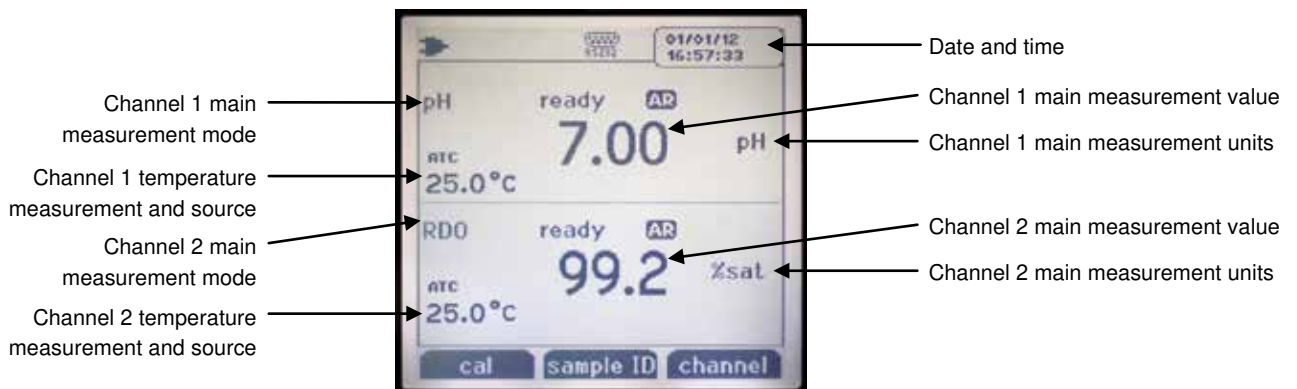 01/01/12
16:57:33
Date and time
Channel 1 main
measurement mode
pH
ready
AR
Channel 1 main measurement value
7.00
pH
Channel 1 main measurement units
ATC
25.0°C
Channel 1 temperature
measurement and source
RDO
ready
AR
Channel 2 main measurement value
Channel 2 main
measurement mode
99.2
%sat
Channel 2 main measurement units
ATC
25.0°C
Channel 2 temperature
measurement and source
cal
sample ID
channel